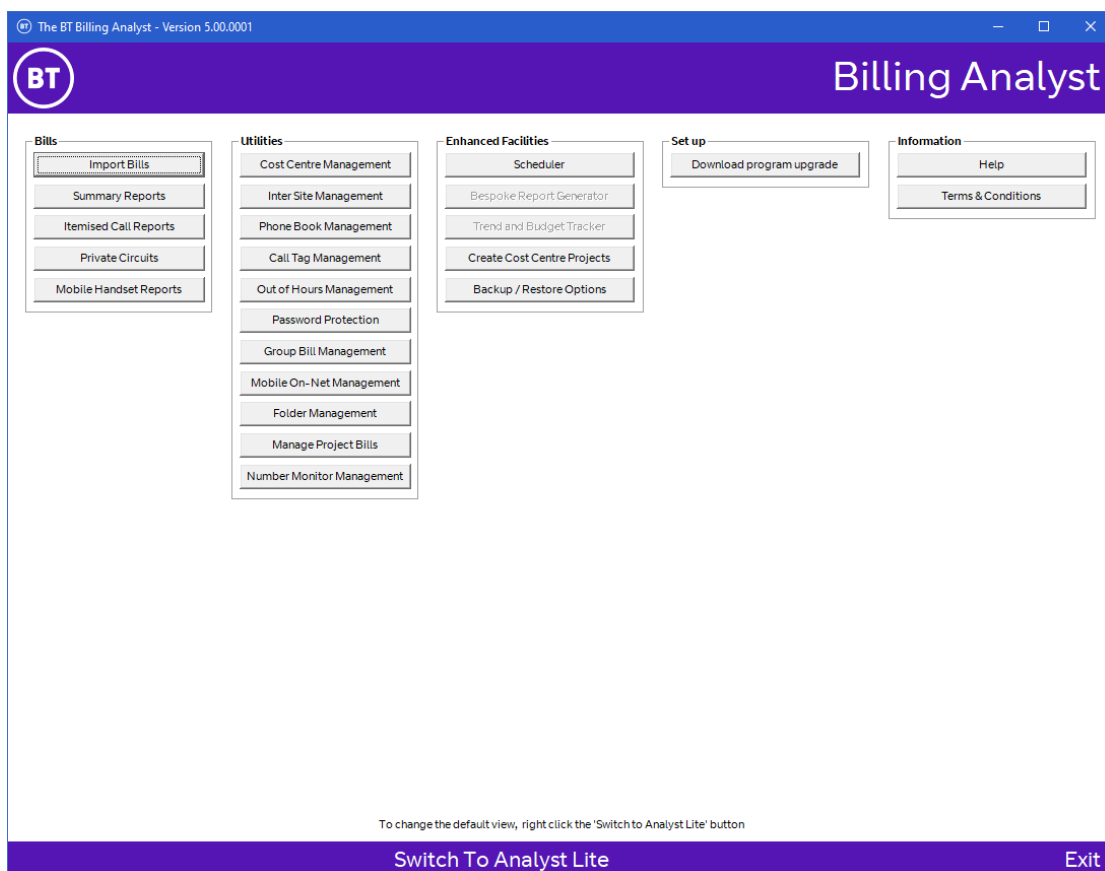 The BT Billing Analyst - Version 5.00.0001
BT
Billing Analyst
Bills
Import Bills
Summary Reports
Itemised Call Reports
Private Circuits
Mobile Handset Reports
Utilities
Cost Centre Management
Inter Site Management
Phone Book Management
Call Tag Management
Out of Hours Management
Password Protection
Group Bill Management
Mobile On-Net Management
Folder Management
Manage Project Bills
Number Monitor Management
Enhanced Facilities
Scheduler
Bespoke Report Generator
Trend and Budget Tracker
Create Cost Centre Projects
Backup / Restore Options
Set up
Download program upgrade
Information
Help
Terms & Conditions
To change the default view, right click the 'Switch to Analyst Lite' button
Switch To Analyst Lite
Exit